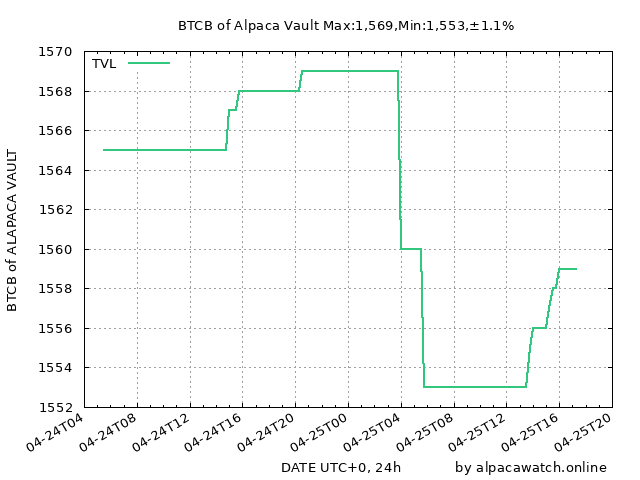 BTCB of Alpaca Vault Max:1,569,Min:1,553,±1.1%
TVL
BTCB of ALAPACA VAULT
1570
1568
1566
1564
1562
1560
1558
1556
1554
1552
04-24T04
04-24T08
04-24T12
04-24T16
04-24T20
04-25T00
04-25T04
04-25T08
04-25T12
04-25T16
04-25T20
DATE UTC+0, 24h
by alpacawatch.online